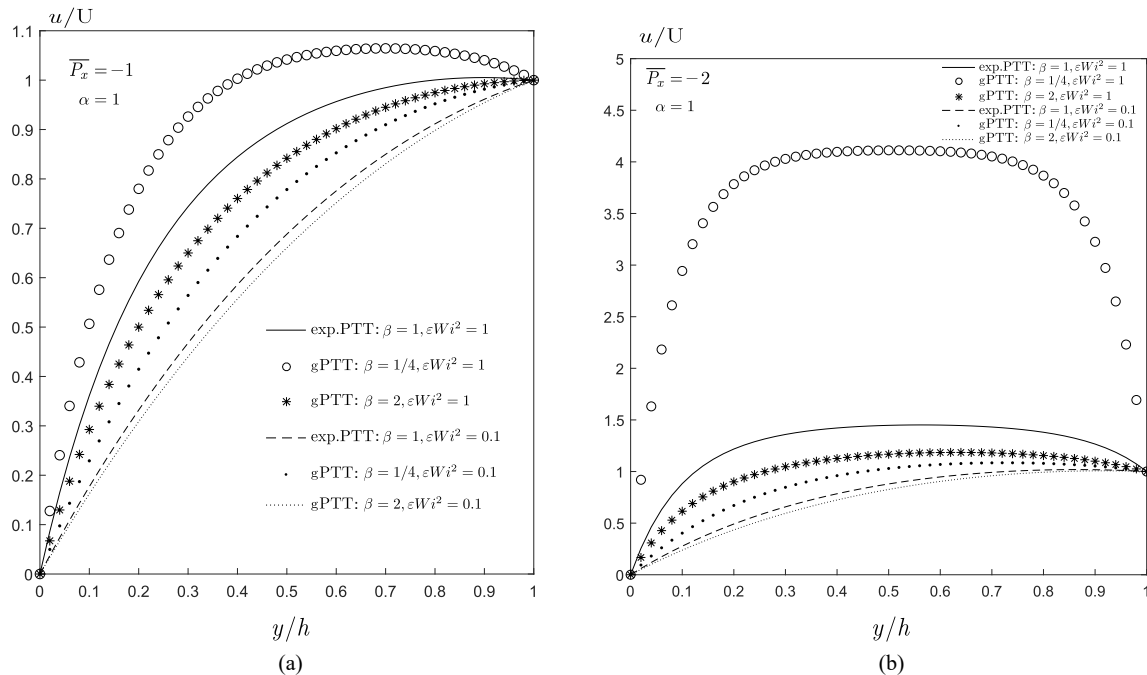 u/U
1.1
1
0.9
0.8
0.7
0.6
0.5
0.4
0.3
0.2
0.1
0
0 0.1 0.2 0.3 0.4 0.5 0.6 0.7 0.8 0.9 1
y/h
P̅x̅ = −1
α = 1
exp.PTT: β = 1, εWi² = 1
gPTT: β = 1/4, εWi² = 1
gPTT: β = 2, εWi² = 1
exp.PTT: β = 1, εWi² = 0.1
gPTT: β = 1/4, εWi² = 0.1
gPTT: β = 2, εWi² = 0.1
(a)
u/U
5
4.5
4
3.5
3
2.5
2
1.5
1
0.5
0
0 0.1 0.2 0.3 0.4 0.5 0.6 0.7 0.8 0.9 1
y/h
P̅x̅ = −2
α = 1
exp.PTT: β = 1, εWi² = 1
gPTT: β = 1/4, εWi² = 1
gPTT: β = 2, εWi² = 1
exp.PTT: β = 1, εWi² = 0.1
gPTT: β = 1/4, εWi² = 0.1
gPTT: β = 2, εWi² = 0.1
(b)